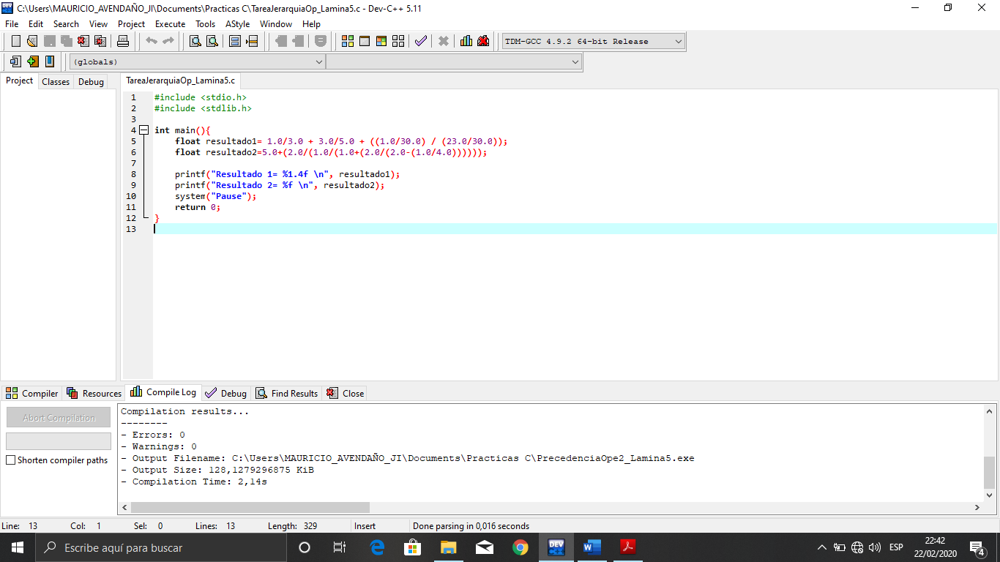 C:\Users\MAURICIO_AVENDAÑO_JI\Documents\Practicas C\TareaJerarquiaOp_Lamina5.c - Dev-C++ 5.11
File Edit Search View Project Execute Tools AStyle Window Help
TDM-GCC 4.9.2 64-bit Release
(globals)
Project Classes Debug
TareaJerarquiaOp_Lamina5.c
1 #include <stdio.h>
2 #include <stdlib.h>
3
4 int main(){
5 float resultado1= 1.0/3.0 + 3.0/5.0 + ((1.0/30.0) / (23.0/30.0));
6 float resultado2=5.0+(2.0/(1.0/(1.0+(2.0/(2.0-(1.0/4.0))))));
7
8 printf("Resultado 1= %1.4f \n", resultado1);
9 printf("Resultado 2= %f \n", resultado2);
10 system("Pause");
11 return 0;
12 }
13
Compiler Resources Compile Log Debug Find Results Close
Abort Compilation
Shorten compiler paths
Compilation results...
--------
- Errors: 0
- Warnings: 0
- Output Filename: C:\Users\MAURICIO_AVENDAÑO_JI\Documents\Practicas C\PrecedenciaOpe2_Lamina5.exe
- Output Size: 128,1279296875 KiB
- Compilation Time: 2,14s
Line: 13 Col: 1 Sel: 0 Lines: 13 Length: 329 Insert Done parsing in 0,016 seconds
Escribe aquí para buscar
DEV
ESP
22:42
22/02/2020
4